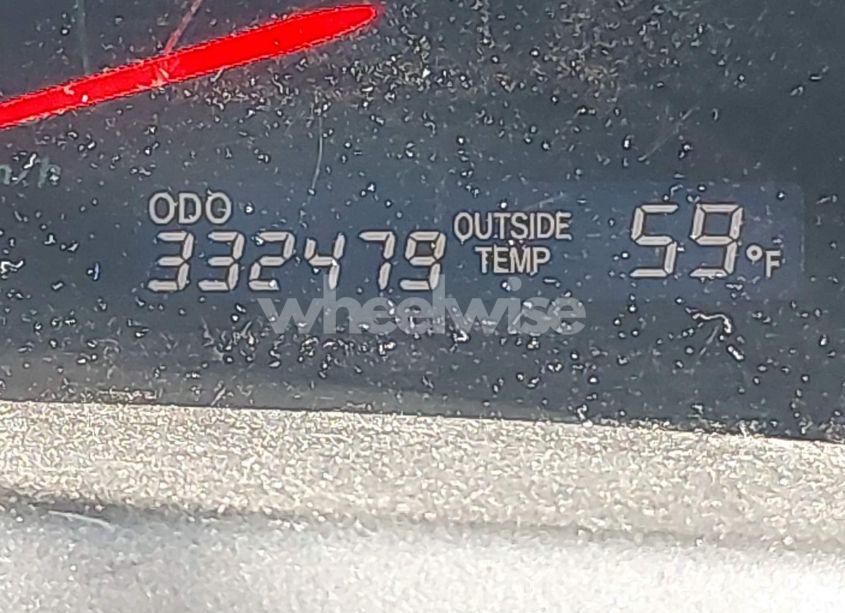 ODO
332479
OUTSIDE
TEMP
59°F
wheelwise